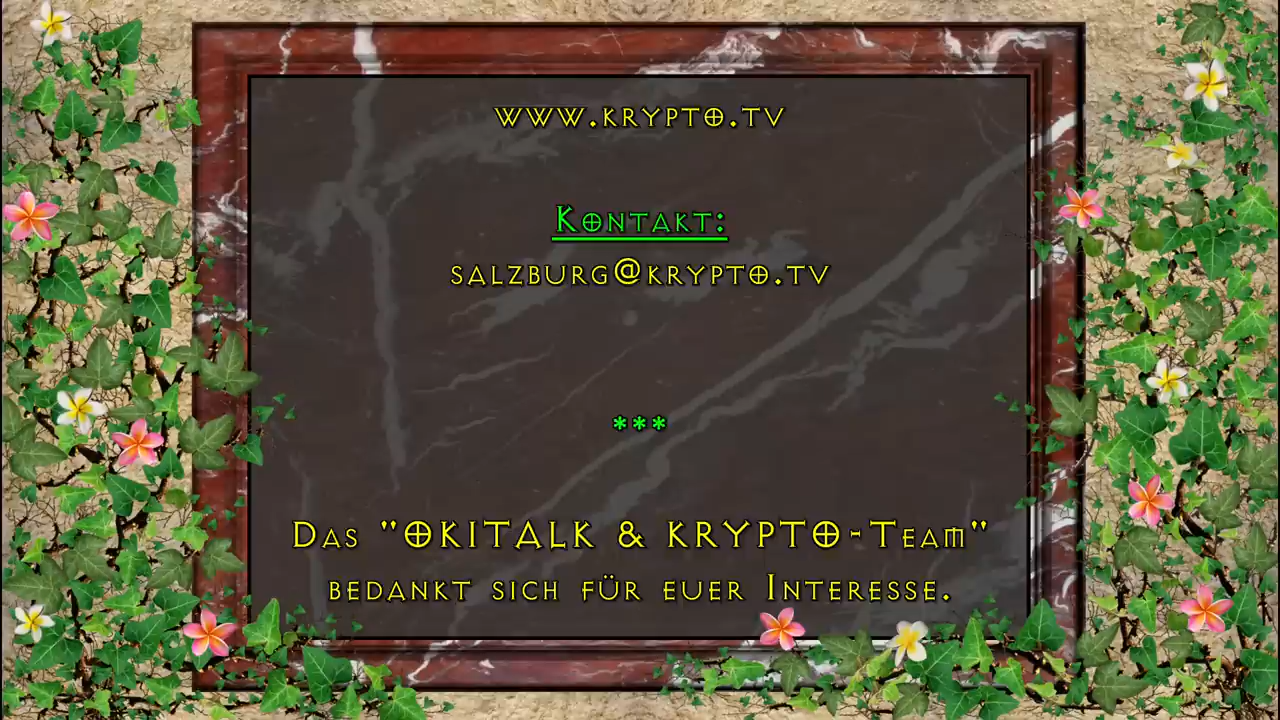 www.krypto.tv
Kontakt:
salzburg@krypto.tv
***
Das "OKITALK & KRYPTO-Team"
bedankt sich für euer Interesse.